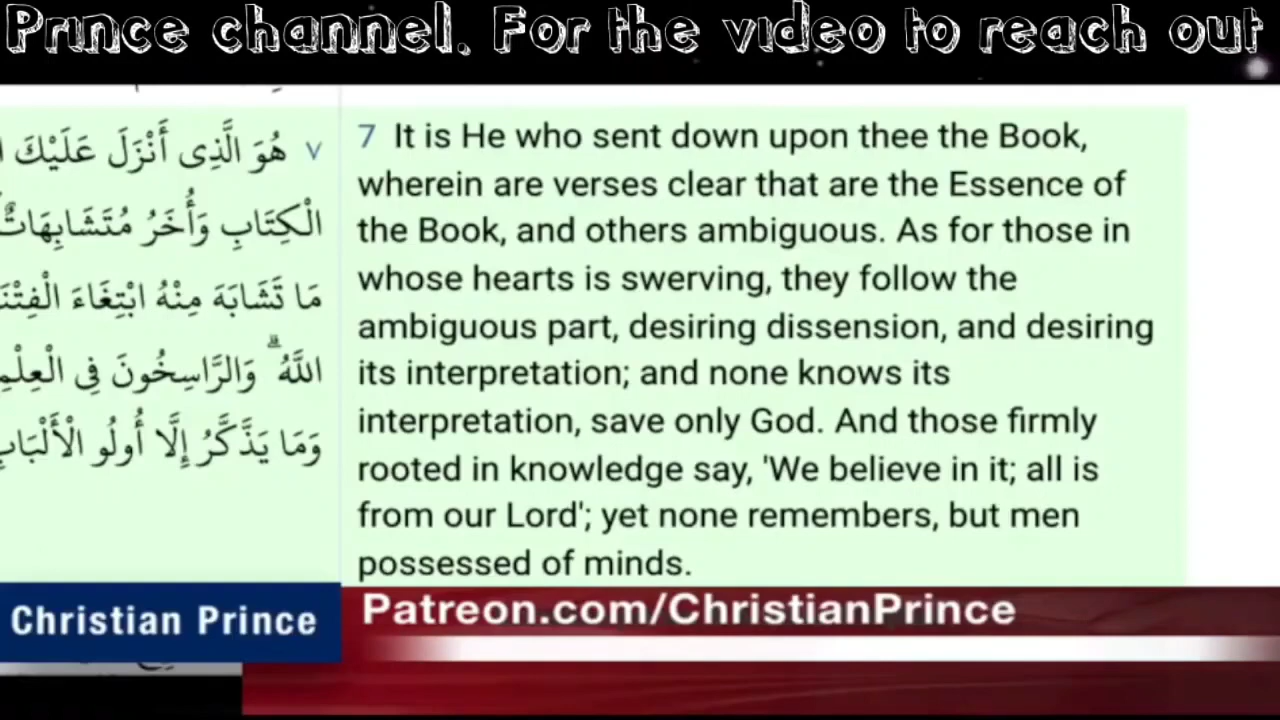 Prince channel. For the video to reach out
٧ هُوَ الَّذِى أَنْزَلَ عَلَيْكَ
الْكِتَابِ وَأُخَرُ مُتَشَابِهَاتٌ
مَا تَشَابَهَ مِنْهُ ابْتِغَاءَ
اللَّهُ ۗ وَالرَّاسِخُونَ فِى
وَمَا يَذَّكَّرُ إِلَّا أُولُو
7 It is He who sent down upon thee the Book,
wherein are verses clear that are the Essence of
the Book, and others ambiguous. As for those in
whose hearts is swerving, they follow the
ambiguous part, desiring dissension, and desiring
its interpretation; and none knows its
interpretation, save only God. And those firmly
rooted in knowledge say, 'We believe in it; all is
from our Lord'; yet none remembers, but men
possessed of minds.
Christian Prince
Patreon.com/ChristianPrince